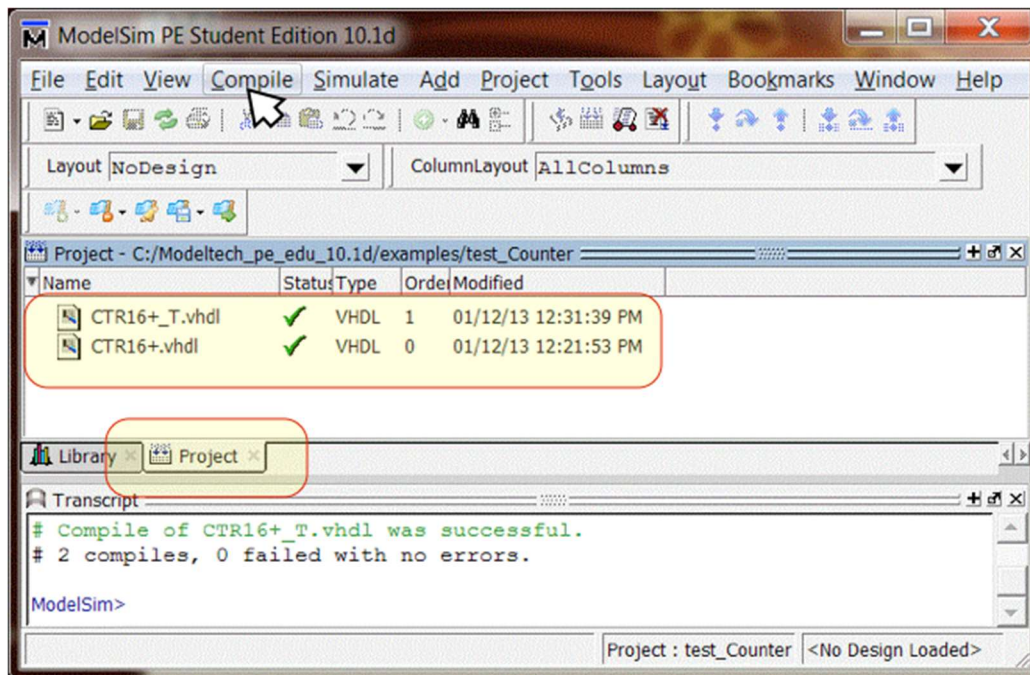 ModelSim PE Student Edition 10.1d
File Edit View Compile Simulate Add Project Tools Layout Bookmarks Window Help
Layout NoDesign ColumnLayout AllColumns
Project - C:/Modeltech_pe_edu_10.1d/examples/test_Counter
Name Status Type Order Modified
CTR16+_T.vhdl VHDL 1 01/12/13 12:31:39 PM
CTR16+.vhdl VHDL 0 01/12/13 12:21:53 PM
Library Project
Transcript
# Compile of CTR16+_T.vhdl was successful.
# 2 compiles, 0 failed with no errors.
ModelSim>
Project : test_Counter <No Design Loaded>